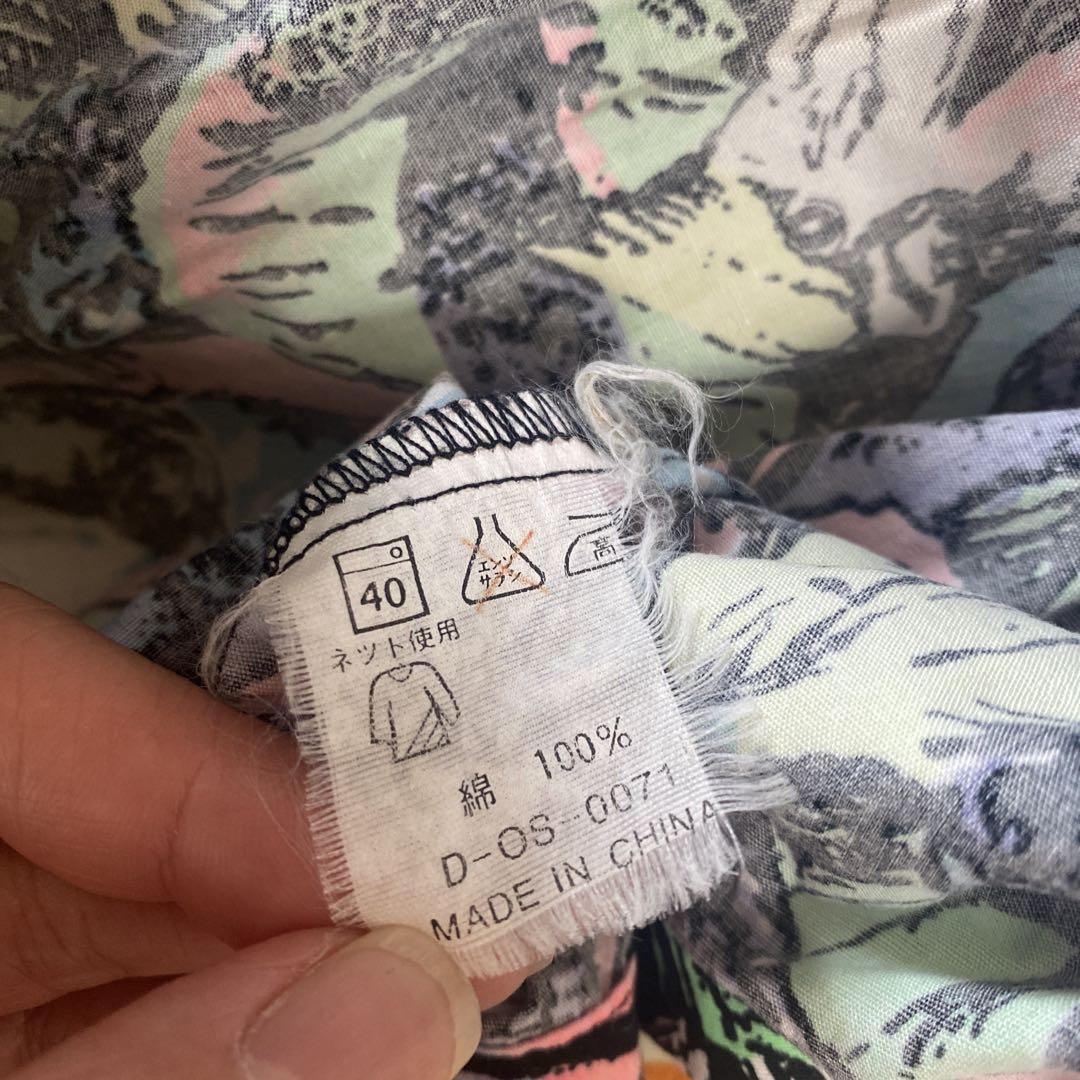 40
エンソ
サラシ
高
ネット使用
綿 100%
D-OS-0071
MADE IN CHINA